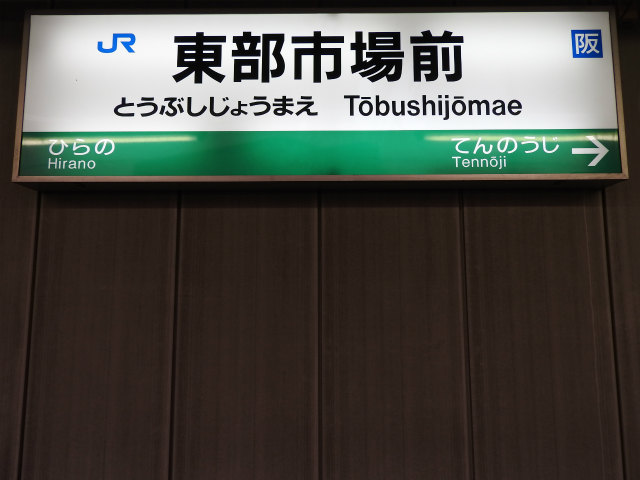 JR 東部市場前 阪
とうぶしじょうまえ Tōbushijōmae
ひらの てんのうじ →
Hirano Tennōji